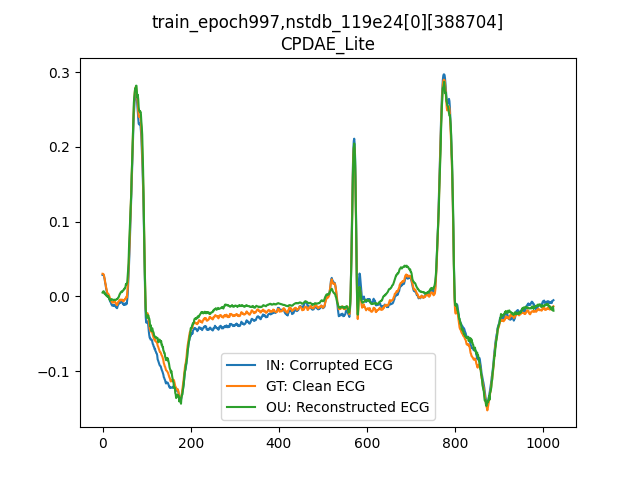 train_epoch997,nstdb_119e24[0][388704]
CPDAE_Lite
0.3
0.2
0.1
0.0
−0.1
IN: Corrupted ECG
GT: Clean ECG
OU: Reconstructed ECG
0 200 400 600 800 1000